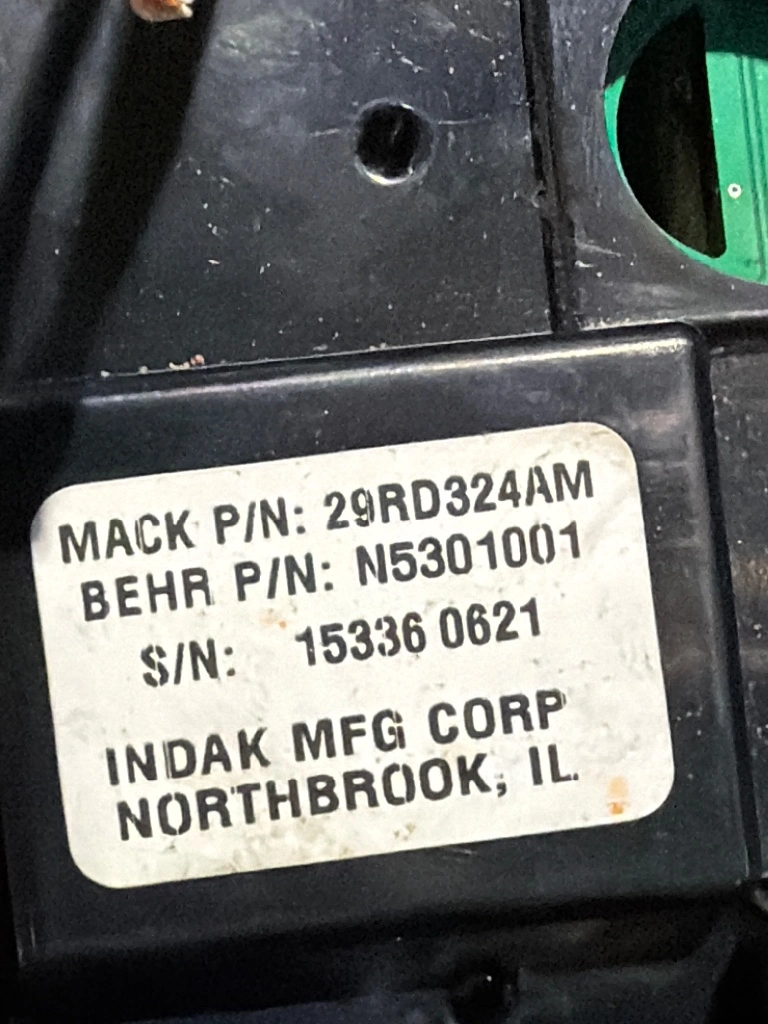 MACK P/N: 29RD324AM
BEHR P/N: N5301001
S/N: 15336 0621
INDAK MFG CORP
NORTHBROOK, IL.